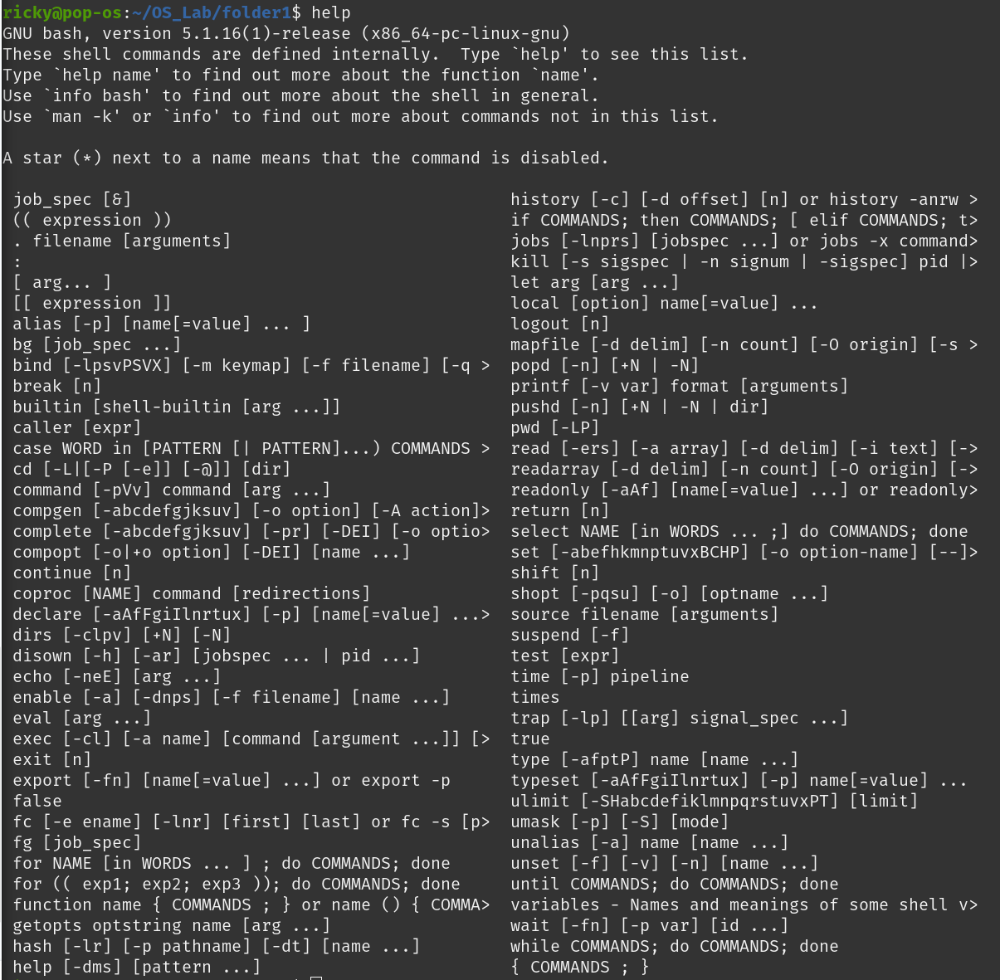 ricky@pop-os:~/OS_Lab/folder1$ help
GNU bash, version 5.1.16(1)-release (x86_64-pc-linux-gnu)
These shell commands are defined internally.  Type `help' to see this list.
Type `help name' to find out more about the function `name'.
Use `info bash' to find out more about the shell in general.
Use `man -k' or `info' to find out more about commands not in this list.
A star (*) next to a name means that the command is disabled.
job_spec [&]
(( expression ))
. filename [arguments]
:
[ arg... ]
[[ expression ]]
alias [-p] [name[=value] ... ]
bg [job_spec ...]
bind [-lpsvPSVX] [-m keymap] [-f filename] [-q >
break [n]
builtin [shell-builtin [arg ...]]
caller [expr]
case WORD in [PATTERN [| PATTERN]...) COMMANDS >
cd [-L|[-P [-e]] [-@]] [dir]
command [-pVv] command [arg ...]
compgen [-abcdefgjksuv] [-o option] [-A action]>
complete [-abcdefgjksuv] [-pr] [-DEI] [-o optio>
compopt [-o|+o option] [-DEI] [name ...]
continue [n]
coproc [NAME] command [redirections]
declare [-aAfFgiIlnrtux] [-p] [name[=value] ...>
dirs [-clpv] [+N] [-N]
disown [-h] [-ar] [jobspec ... | pid ...]
echo [-neE] [arg ...]
enable [-a] [-dnps] [-f filename] [name ...]
eval [arg ...]
exec [-cl] [-a name] [command [argument ...]] [>
exit [n]
export [-fn] [name[=value] ...] or export -p
false
fc [-e ename] [-lnr] [first] [last] or fc -s [p>
fg [job_spec]
for NAME [in WORDS ... ] ; do COMMANDS; done
for (( exp1; exp2; exp3 )); do COMMANDS; done
function name { COMMANDS ; } or name () { COMMA>
getopts optstring name [arg ...]
hash [-lr] [-p pathname] [-dt] [name ...]
help [-dms] [pattern ...]
history [-c] [-d offset] [n] or history -anrw >
if COMMANDS; then COMMANDS; [ elif COMMANDS; t>
jobs [-lnprs] [jobspec ...] or jobs -x command>
kill [-s sigspec | -n signum | -sigspec] pid |>
let arg [arg ...]
local [option] name[=value] ...
logout [n]
mapfile [-d delim] [-n count] [-O origin] [-s >
popd [-n] [+N | -N]
printf [-v var] format [arguments]
pushd [-n] [+N | -N | dir]
pwd [-LP]
read [-ers] [-a array] [-d delim] [-i text] [->
readarray [-d delim] [-n count] [-O origin] [->
readonly [-aAf] [name[=value] ...] or readonly>
return [n]
select NAME [in WORDS ... ;] do COMMANDS; done
set [-abefhkmnptuvxBCHP] [-o option-name] [--]>
shift [n]
shopt [-pqsu] [-o] [optname ...]
source filename [arguments]
suspend [-f]
test [expr]
time [-p] pipeline
times
trap [-lp] [[arg] signal_spec ...]
true
type [-afptP] name [name ...]
typeset [-aAfFgiIlnrtux] [-p] name[=value] ...
ulimit [-SHabcdefiklmnpqrstuvxPT] [limit]
umask [-p] [-S] [mode]
unalias [-a] name [name ...]
unset [-f] [-v] [-n] [name ...]
until COMMANDS; do COMMANDS; done
variables - Names and meanings of some shell v>
wait [-fn] [-p var] [id ...]
while COMMANDS; do COMMANDS; done
{ COMMANDS ; }